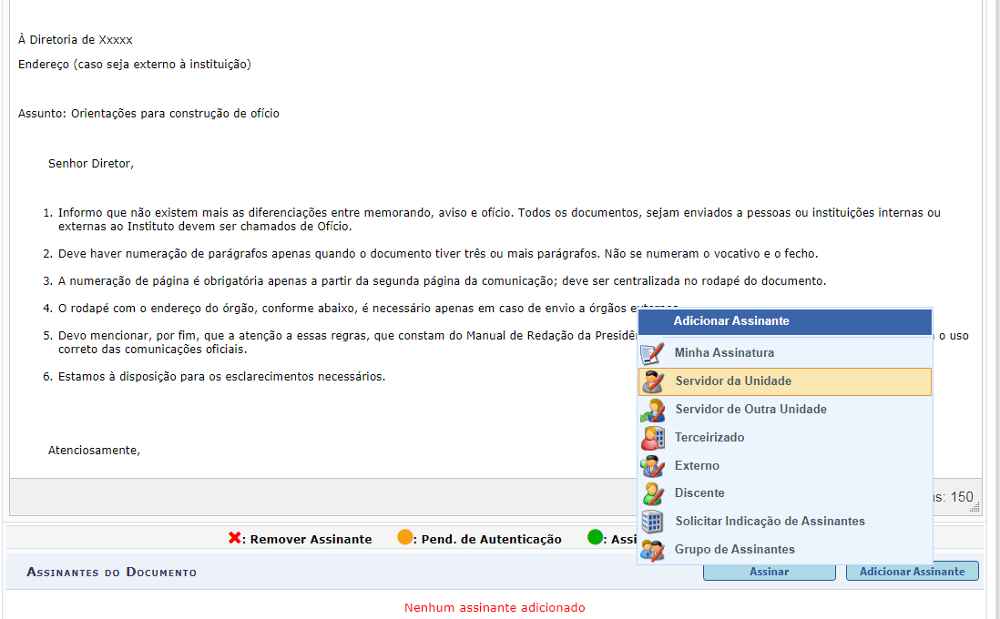 À Diretoria de Xxxxx
Endereço (caso seja externo à instituição)
Assunto: Orientações para construção de ofício
Senhor Diretor,
1. Informo que não existem mais as diferenciações entre memorando, aviso e ofício. Todos os documentos, sejam enviados a pessoas ou instituições internas ou
externas ao Instituto devem ser chamados de Ofício.
2. Deve haver numeração de parágrafos apenas quando o documento tiver três ou mais parágrafos. Não se numeram o vocativo e o fecho.
3. A numeração de página é obrigatória apenas a partir da segunda página da comunicação; deve ser centralizada no rodapé do documento.
4. O rodapé com o endereço do órgão, conforme abaixo, é necessário apenas em caso de envio a órgãos
5. Devo mencionar, por fim, que a atenção a essas regras, que constam do Manual de Redação da o uso
correto das comunicações oficiais.
6. Estamos à disposição para os esclarecimentos necessários.
Atenciosamente,
Adicionar Assinante
Minha Assinatura
Servidor da Unidade
Servidor de Outra Unidade
Terceirizado
Externo
Discente
Solicitar Indicação de Assinantes
Grupo de Assinantes
150
: Remover Assinante : Pend. de Autenticação
Assinantes do Documento
Assinar
Adicionar Assinante
Nenhum assinante adicionado